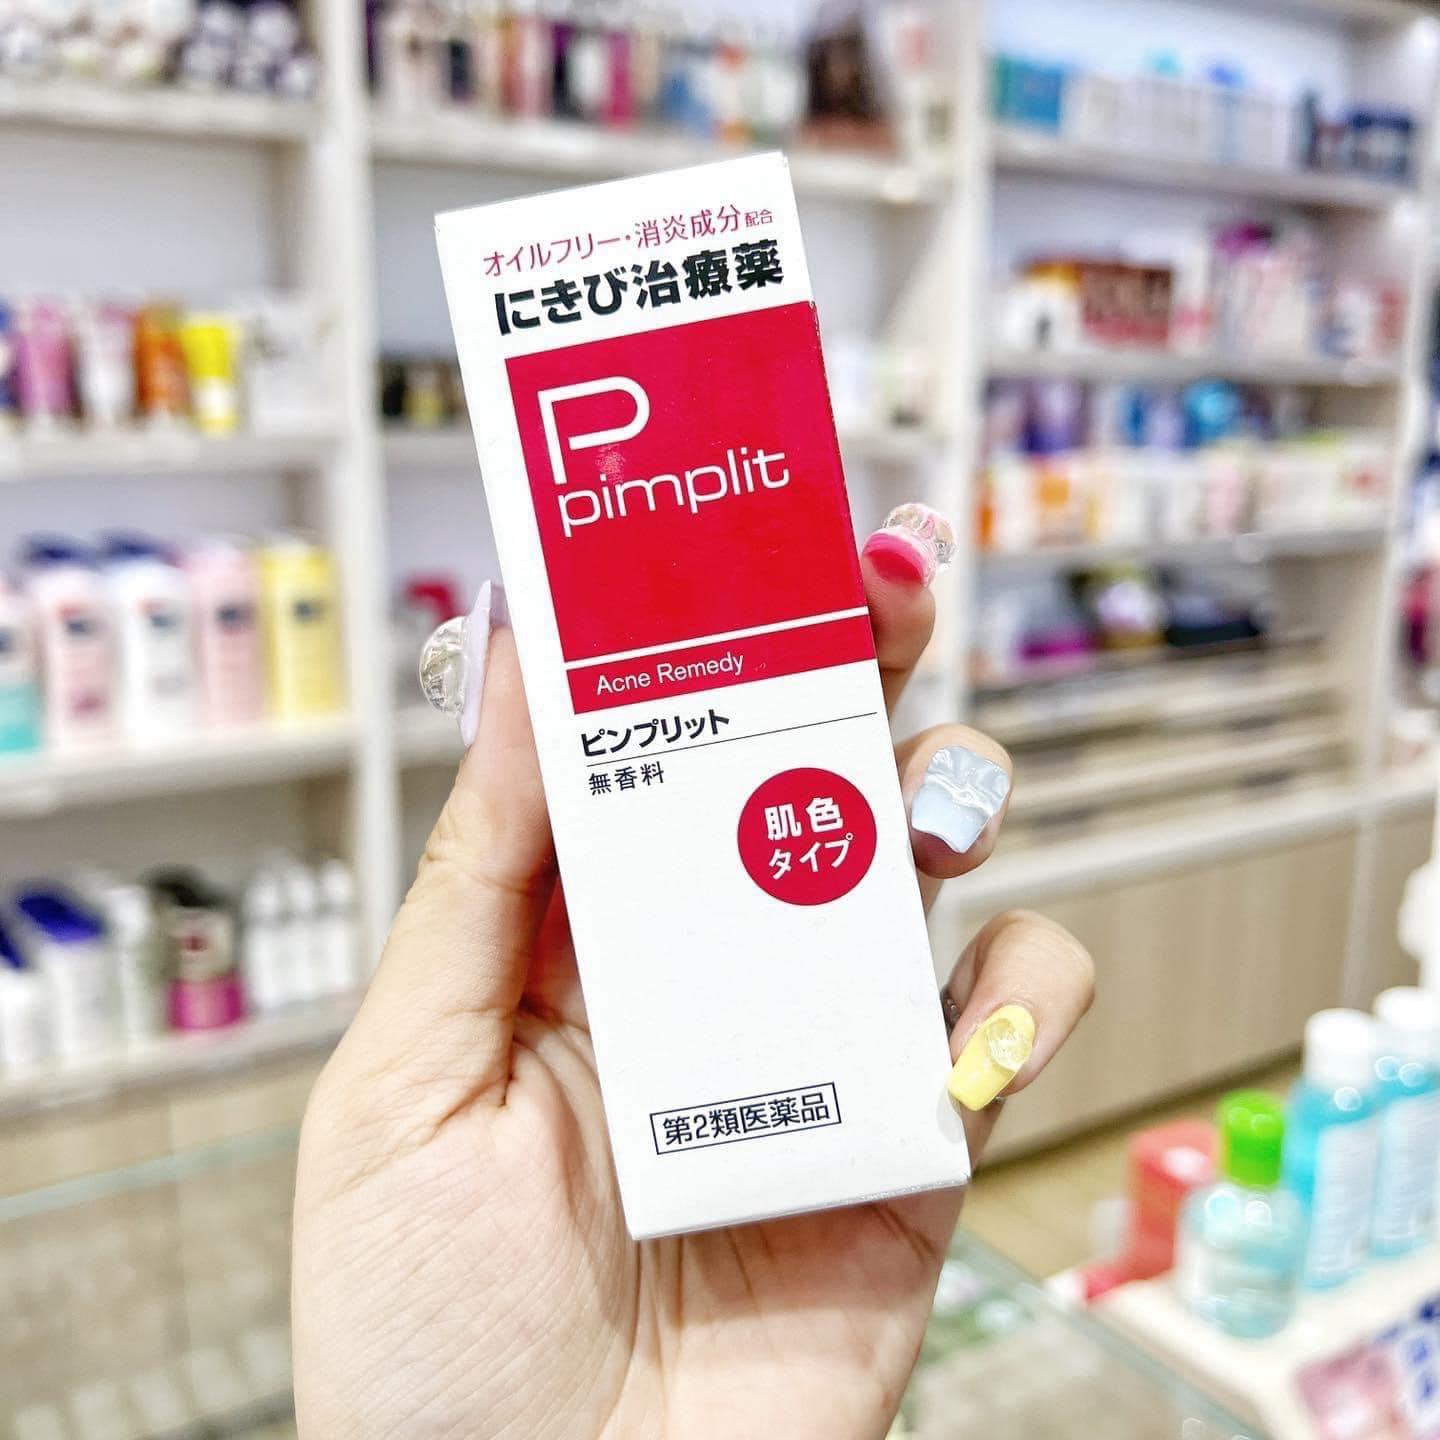 オイルフリー・消炎成分配合
にきび治療薬
P
pimplit
Acne Remedy
ピンプリット
無香料
肌色
タイプ
第2類医薬品